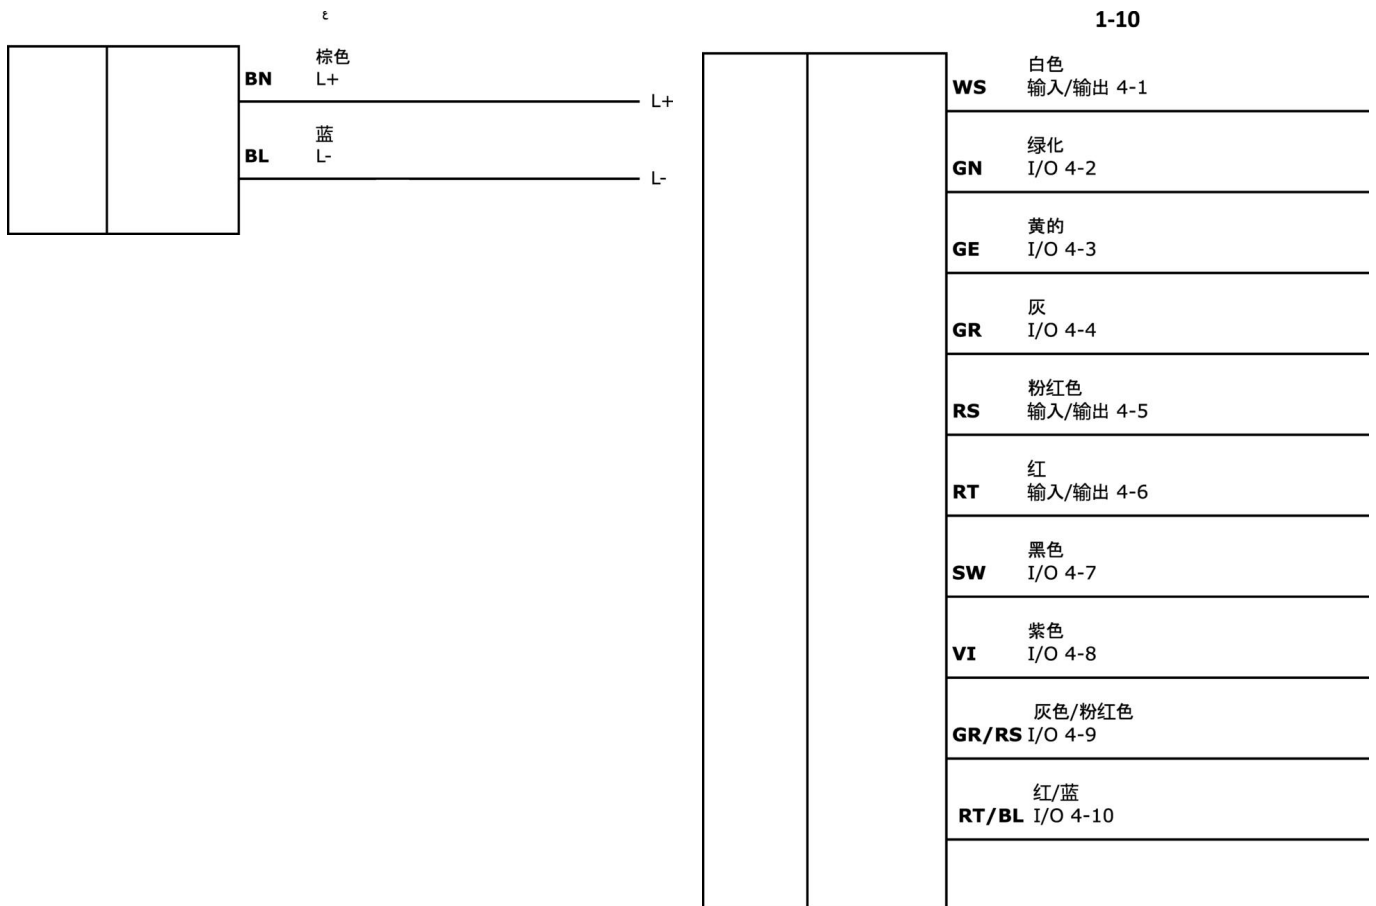 ع
棕色
BN L+
L+
蓝
BL L-
L-
1-10
白色
WS 输入/输出 4-1
绿化
GN I/O 4-2
黄的
GE I/O 4-3
灰
GR I/O 4-4
粉红色
RS 输入/输出 4-5
红
RT 输入/输出 4-6
黑色
SW I/O 4-7
紫色
VI I/O 4-8
灰色/粉红色
GR/RS I/O 4-9
红/蓝
RT/BL I/O 4-10